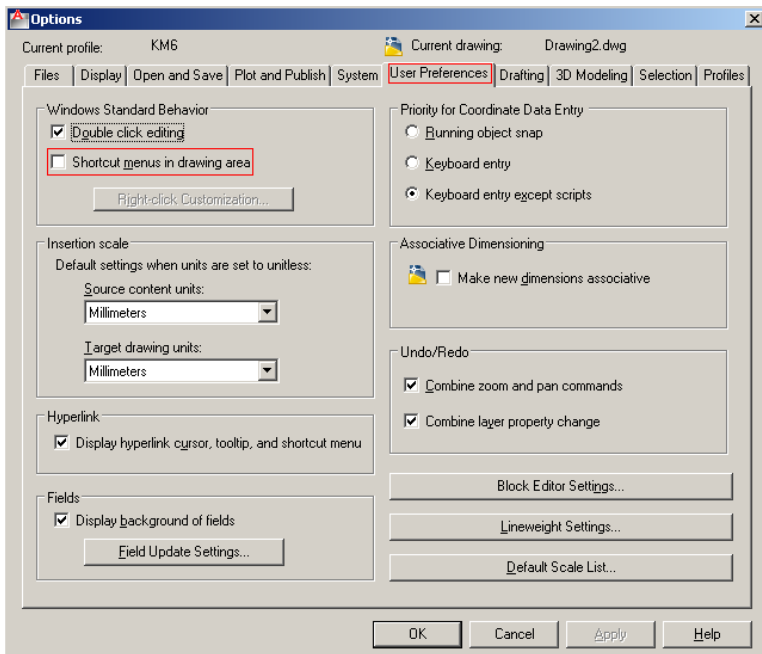 Options
Current profile: KM6 Current drawing: Drawing2.dwg
Files Display Open and Save Plot and Publish System User Preferences Drafting 3D Modeling Selection Profiles
Windows Standard Behavior
Double click editing
Shortcut menus in drawing area
Right-click Customization...
Insertion scale
Default settings when units are set to unitless:
Source content units:
Millimeters
Target drawing units:
Millimeters
Hyperlink
Display hyperlink cursor, tooltip, and shortcut menu
Fields
Display background of fields
Field Update Settings...
Priority for Coordinate Data Entry
Running object snap
Keyboard entry
Keyboard entry except scripts
Associative Dimensioning
Make new dimensions associative
Undo/Redo
Combine zoom and pan commands
Combine layer property change
Block Editor Settings...
Lineweight Settings...
Default Scale List...
OK Cancel Apply Help